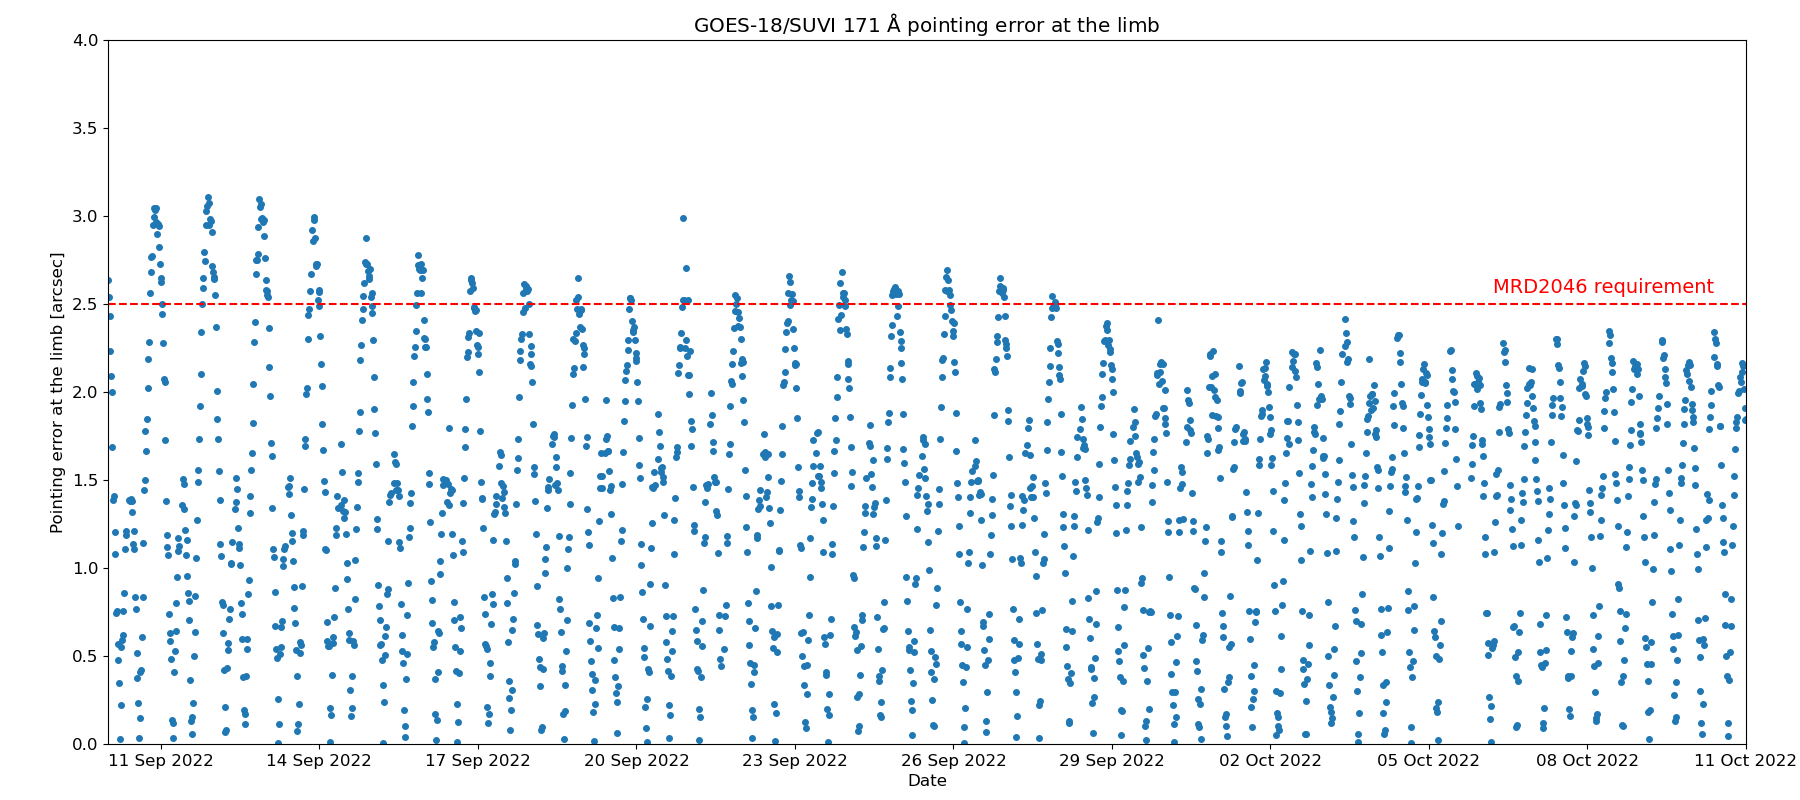 GOES-18/SUVI 171 Å pointing error at the limb
4.0
3.5
3.0
2.5
2.0
1.5
1.0
0.5
0.0
Pointing error at the limb [arcsec]
MRD2046 requirement
11 Sep 2022
14 Sep 2022
17 Sep 2022
20 Sep 2022
23 Sep 2022
26 Sep 2022
29 Sep 2022
02 Oct 2022
05 Oct 2022
08 Oct 2022
11 Oct 2022
Date